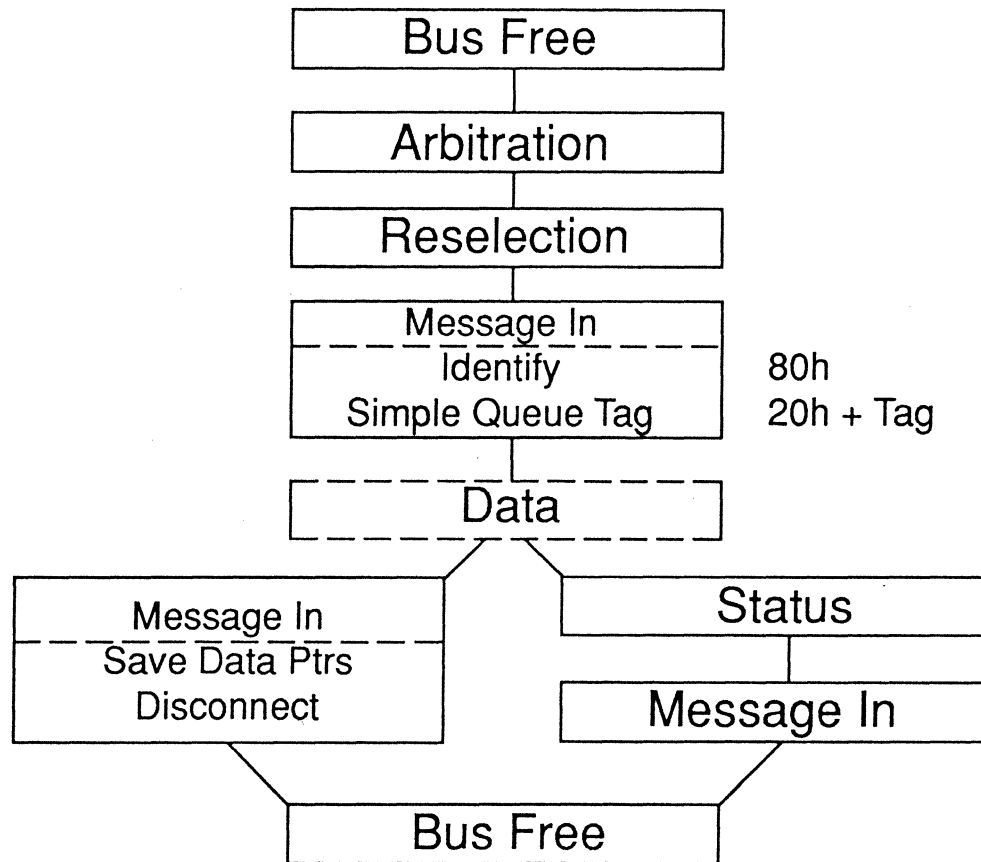 Bus Free
Arbitration
Reselection
Message In
Identify 80h
Simple Queue Tag 20h + Tag
Data
Message In
Save Data Ptrs
Disconnect
Status
Message In
Bus Free